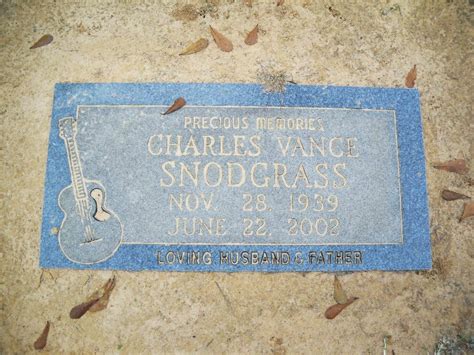 PRECIOUS MEMORIES
CHARLES VANCE
SNODGRASS
NOV. 28, 1939
JUNE 22, 2002
LOVING HUSBAND & FATHER